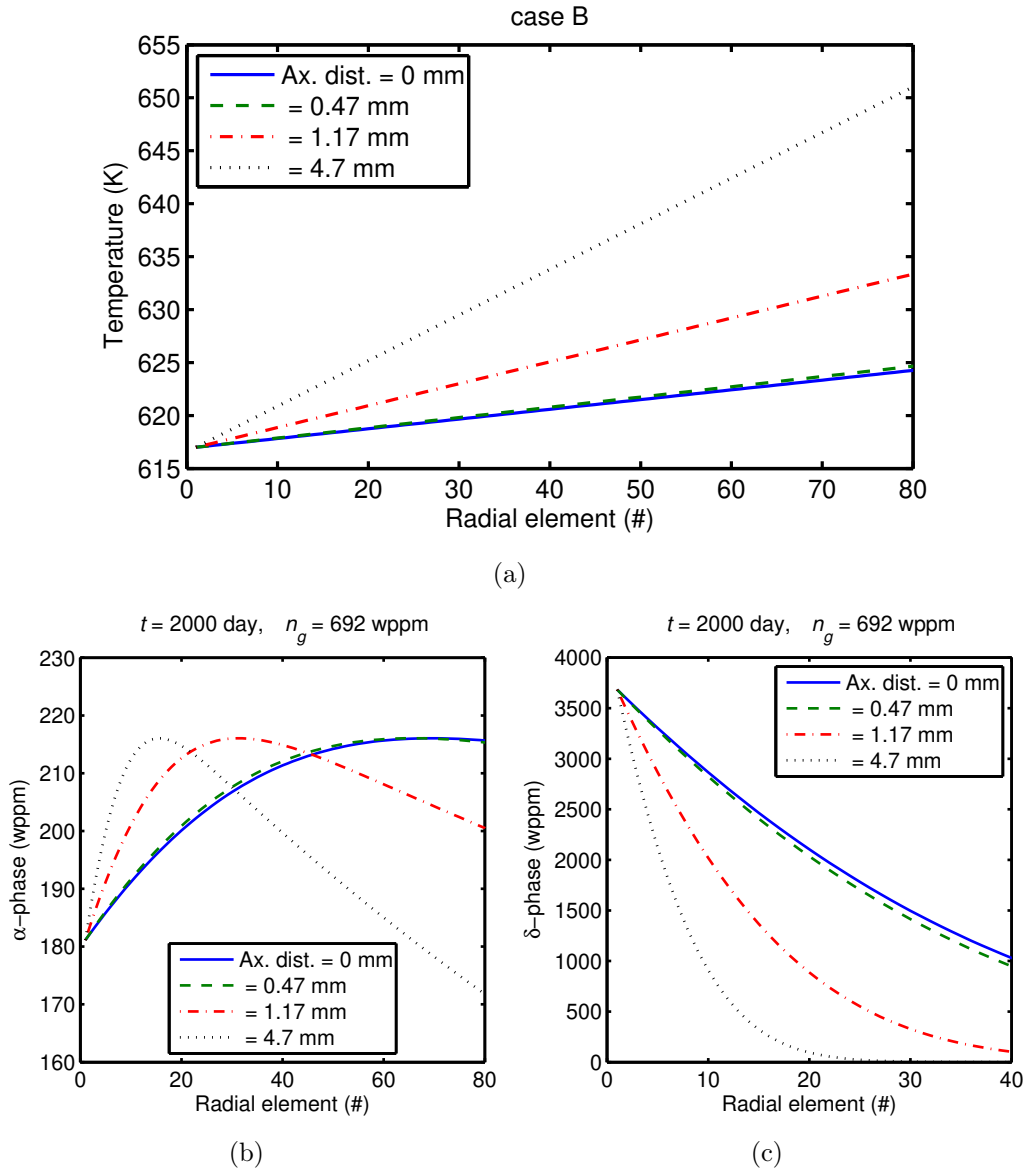 case B
655
650
645
640
635
630
625
620
615
Temperature (K)
Ax. dist. = 0 mm
= 0.47 mm
= 1.17 mm
= 4.7 mm
0 10 20 30 40 50 60 70 80
Radial element (#)
(a)
t = 2000 day, n_g = 692 wppm
230
220
210
200
190
180
170
160
α−phase (wppm)
Ax. dist. = 0 mm
= 0.47 mm
= 1.17 mm
= 4.7 mm
0 20 40 60 80
Radial element (#)
(b)
t = 2000 day, n_g = 692 wppm
4000
3500
3000
2500
2000
1500
1000
500
0
δ−phase (wppm)
Ax. dist. = 0 mm
= 0.47 mm
= 1.17 mm
= 4.7 mm
0 10 20 30 40
Radial element (#)
(c)